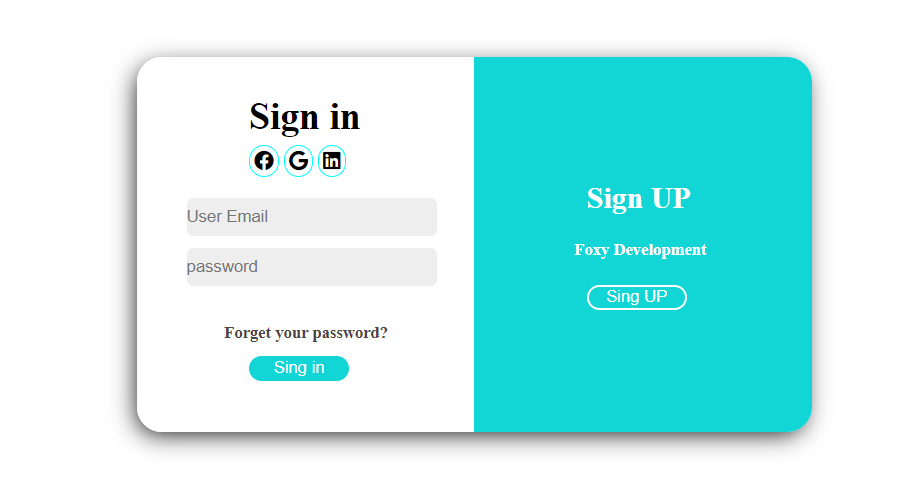 Sign in
User Email
password
Forget your password?
Sing in
Sign UP
Foxy Development
Sing UP